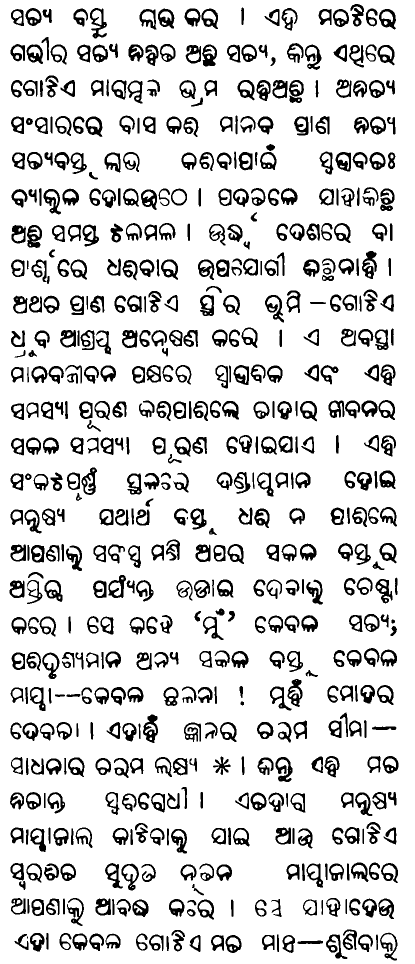 ସତ୍ୟ ବସ୍ତୁ ଲାଭ କର । ଏହି ମତଟିରେ
ଗଭୀର ସତ୍ୟ ନିହିତ ଅଛି ସତ୍ୟ, କିନ୍ତୁ ଏଥିରେ
ଗୋଟିଏ ମାରାତ୍ମକ ଭ୍ରମ ରହିଅଛି। ଅନିତ୍ୟ
ସଂସାରରେ ବାସ କରି ମାନବ ପ୍ରାଣ ନିତ୍ୟ
ସତ୍ୟବସ୍ତୁ ଲାଭ କରିବାପାଇଁ ସ୍ୱଭାବତଃ
ବ୍ୟାକୁଳ ହୋଇଉଠେ। ପଦତଳେ ଯାହାକିଛି
ଅଛି ସମସ୍ତ ଟଳମଳ। ଊର୍ଦ୍ଧ୍ୱ ଦେଶରେ ବା
ପାର୍ଶ୍ୱରେ ଧରିବାର ଉପଯୋଗୀ କିଛିନାହିଁ।
ଅଥଚ ପ୍ରାଣ ଗୋଟିଏ ସ୍ଥିର ଭୂମି–ଗୋଟିଏ
ଧ୍ରୁବ ଆଶ୍ରୟ ଅନ୍ୱେଷଣ କରେ । ଏ ଅବସ୍ଥା
ମାନବଜୀବନ ପକ୍ଷରେ ସ୍ୱାଭାବିକ ଏବଂ ଏହି
ସମସ୍ୟା ପୂରଣ କରିପାରିଲେ ତାହାର ଜୀବନର
ସକଳ ସମସ୍ୟା ପୂରଣ ହୋଇଯାଏ । ଏହି
ସଂକଟପୂର୍ଣ୍ଣ ସ୍ଥଳରେ ଦଣ୍ଡାୟମାନ ହୋଇ
ମନୁଷ୍ୟ ଯଥାର୍ଥ ବସ୍ତୁ ଧରି ନ ପାରିଲେ
ଆପଣାକୁ ସର୍ବସ୍ୱ ମଣି ଅପର ସକଳ ବସ୍ତୁର
ଅସ୍ତିତ୍ୱ ପର୍ଯ୍ୟନ୍ତ ଉଡାଇ ଦେବାକୁ ଚେଷ୍ଟା
କରେ। ସେ କହେ ‘ମୁଁ’ କେବଳ ସତ୍ୟ;
ପରିଦୃଶ୍ୟମାନ ଅନ୍ୟ ସକଳ ବସ୍ତୁ କେବଳ
ମାୟା--କେବଳ ଛଳନା ! ମୁହିଁ ମୋହର
ଦେବତା। ଏହାହିଁ ଜ୍ଞାନର ଚରମ ସୀମା—
ସାଧନାର ଚରମ ଲକ୍ଷ୍ୟ *। କିନ୍ତୁ ଏହି ମତ
ନିତାନ୍ତ ସ୍ୱବିରୋଧୀ। ଏତଦ୍ଦ୍ୱାରା ମନୁଷ୍ୟ
ମାୟାଜାଲ କାଟିବାକୁ ଯାଇ ଆଉ ଗୋଟିଏ
ସ୍ୱରଚିତ ସୁଦୃଢ ନୂତନ ମାୟାଜାଲରେ
ଆପଣାକୁ ଆବଦ୍ଧ କରେ । ସେ ଯାହାହେଉ
ଏହା କେବଳ ଗୋଟିଏ ମତ ମାତ୍ର—ଶୁଣିବାକୁ